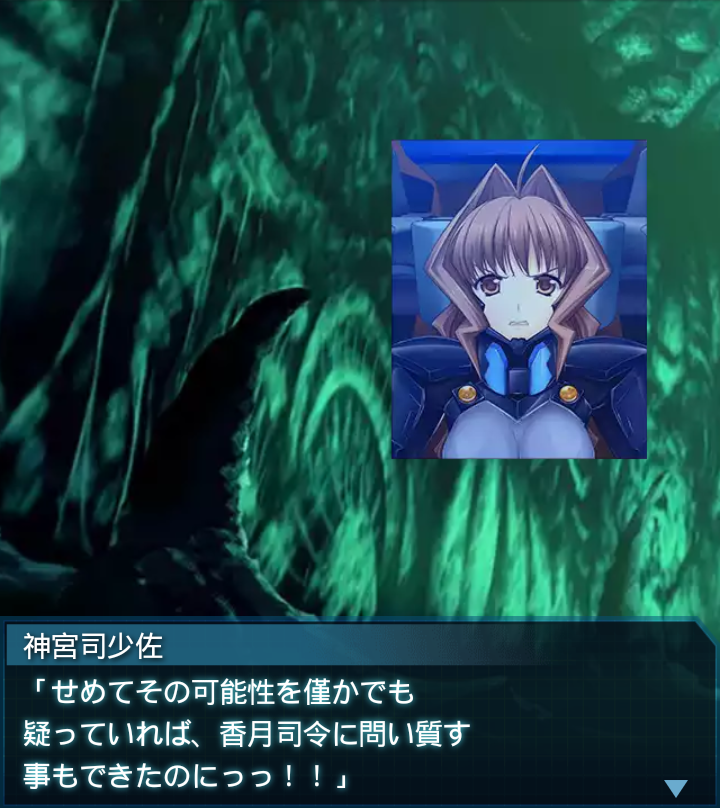 神宮司少佐
「せめてその可能性を僅かでも
疑っていれば、香月司令に問い質す
事もできたのにっっ！！」